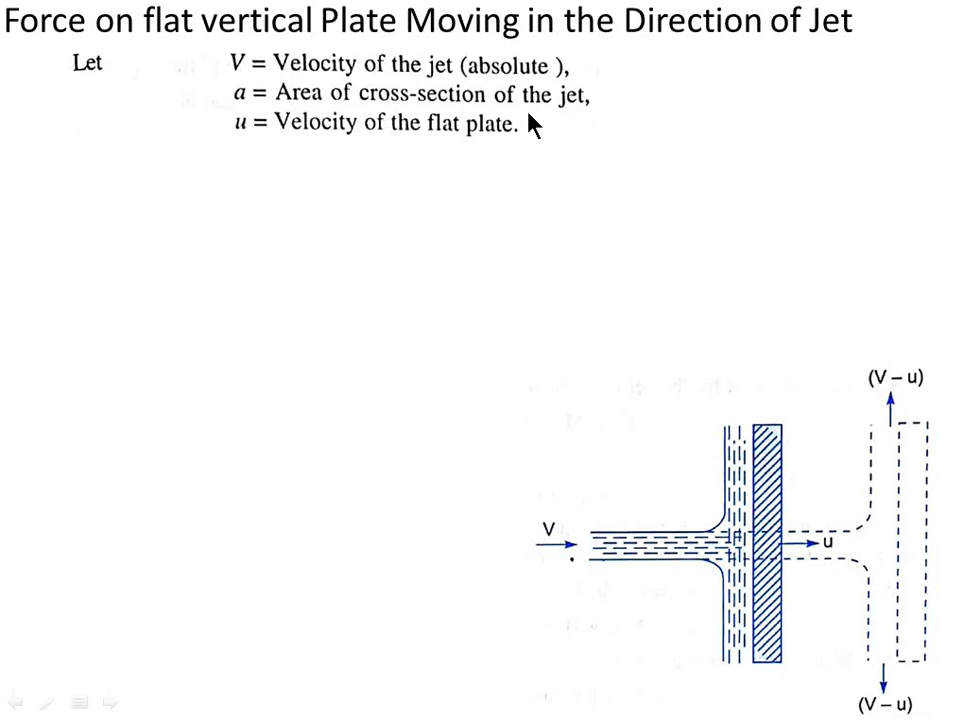 Force on flat vertical Plate Moving in the Direction of Jet
Let V = Velocity of the jet (absolute ),
a = Area of cross-section of the jet,
u = Velocity of the flat plate.
(V – u)
V
u
(V – u)